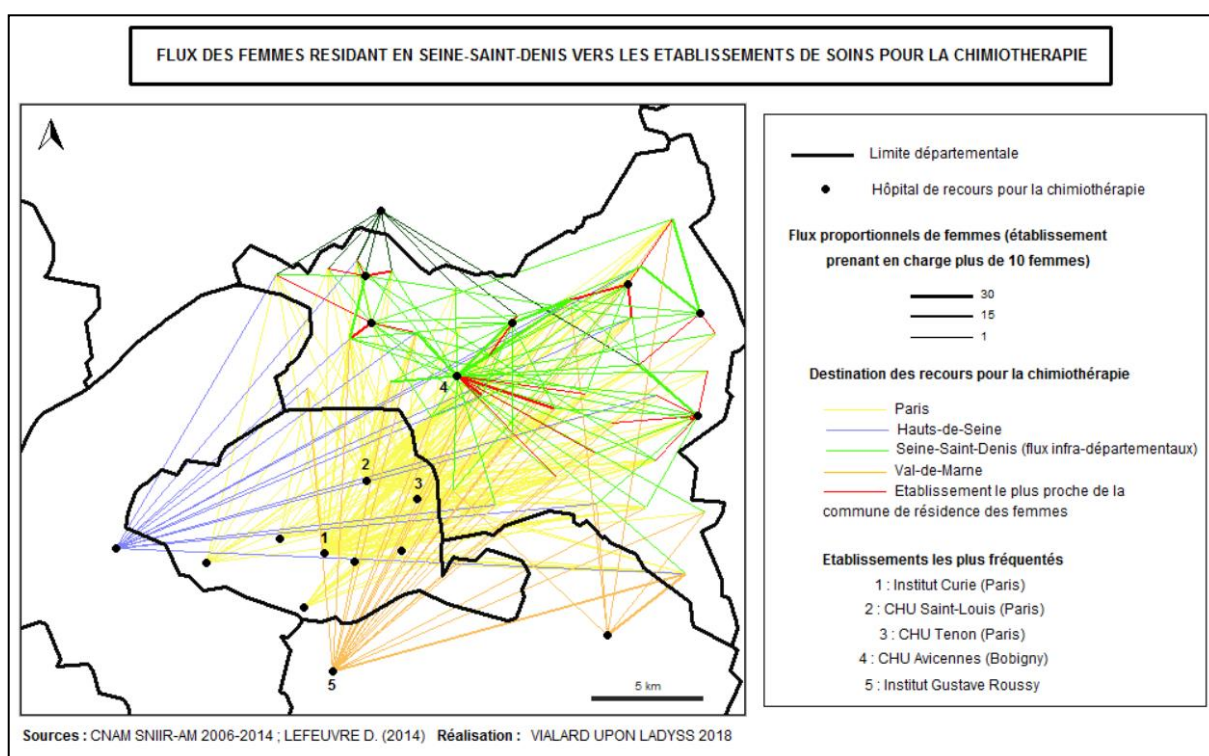 FLUX DES FEMMES RESIDANT EN SEINE-SAINT-DENIS VERS LES ETABLISSEMENTS DE SOINS POUR LA CHIMIOTHERAPIE
4
2
3
1
5
5 km
Limite départementale
Hôpital de recours pour la chimiothérapie
Flux proportionnels de femmes (établissement
prenant en charge plus de 10 femmes)
30
15
1
Destination des recours pour la chimiothérapie
Paris
Hauts-de-Seine
Seine-Saint-Denis (flux infra-départementaux)
Val-de-Marne
Etablissement le plus proche de la
commune de résidence des femmes
Etablissements les plus fréquentés
1 : Institut Curie (Paris)
2 : CHU Saint-Louis (Paris)
3 : CHU Tenon (Paris)
4 : CHU Avicennes (Bobigny)
5 : Institut Gustave Roussy
Sources : CNAM SNIIR-AM 2006-2014 ; LEFEUVRE D. (2014) Réalisation : VIALARD UPON LADYSS 2018